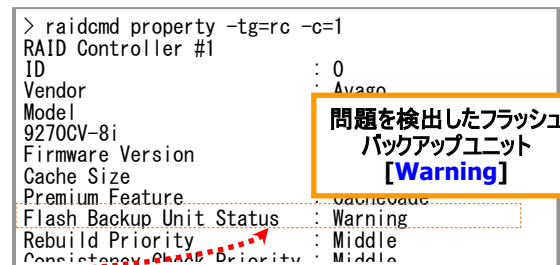 > raidcmd property -tg=rc -c=1
RAID Controller #1
ID : 0
Vendor : Avago
Model
9270CV-8i
Firmware Version
Cache Size
Premium Feature : CacheCade
Flash Backup Unit Status : Warning
Rebuild Priority : Middle
Consistency Check Priority : Middle
問題を検出したフラッシュ
バックアップユニット
[Warning]